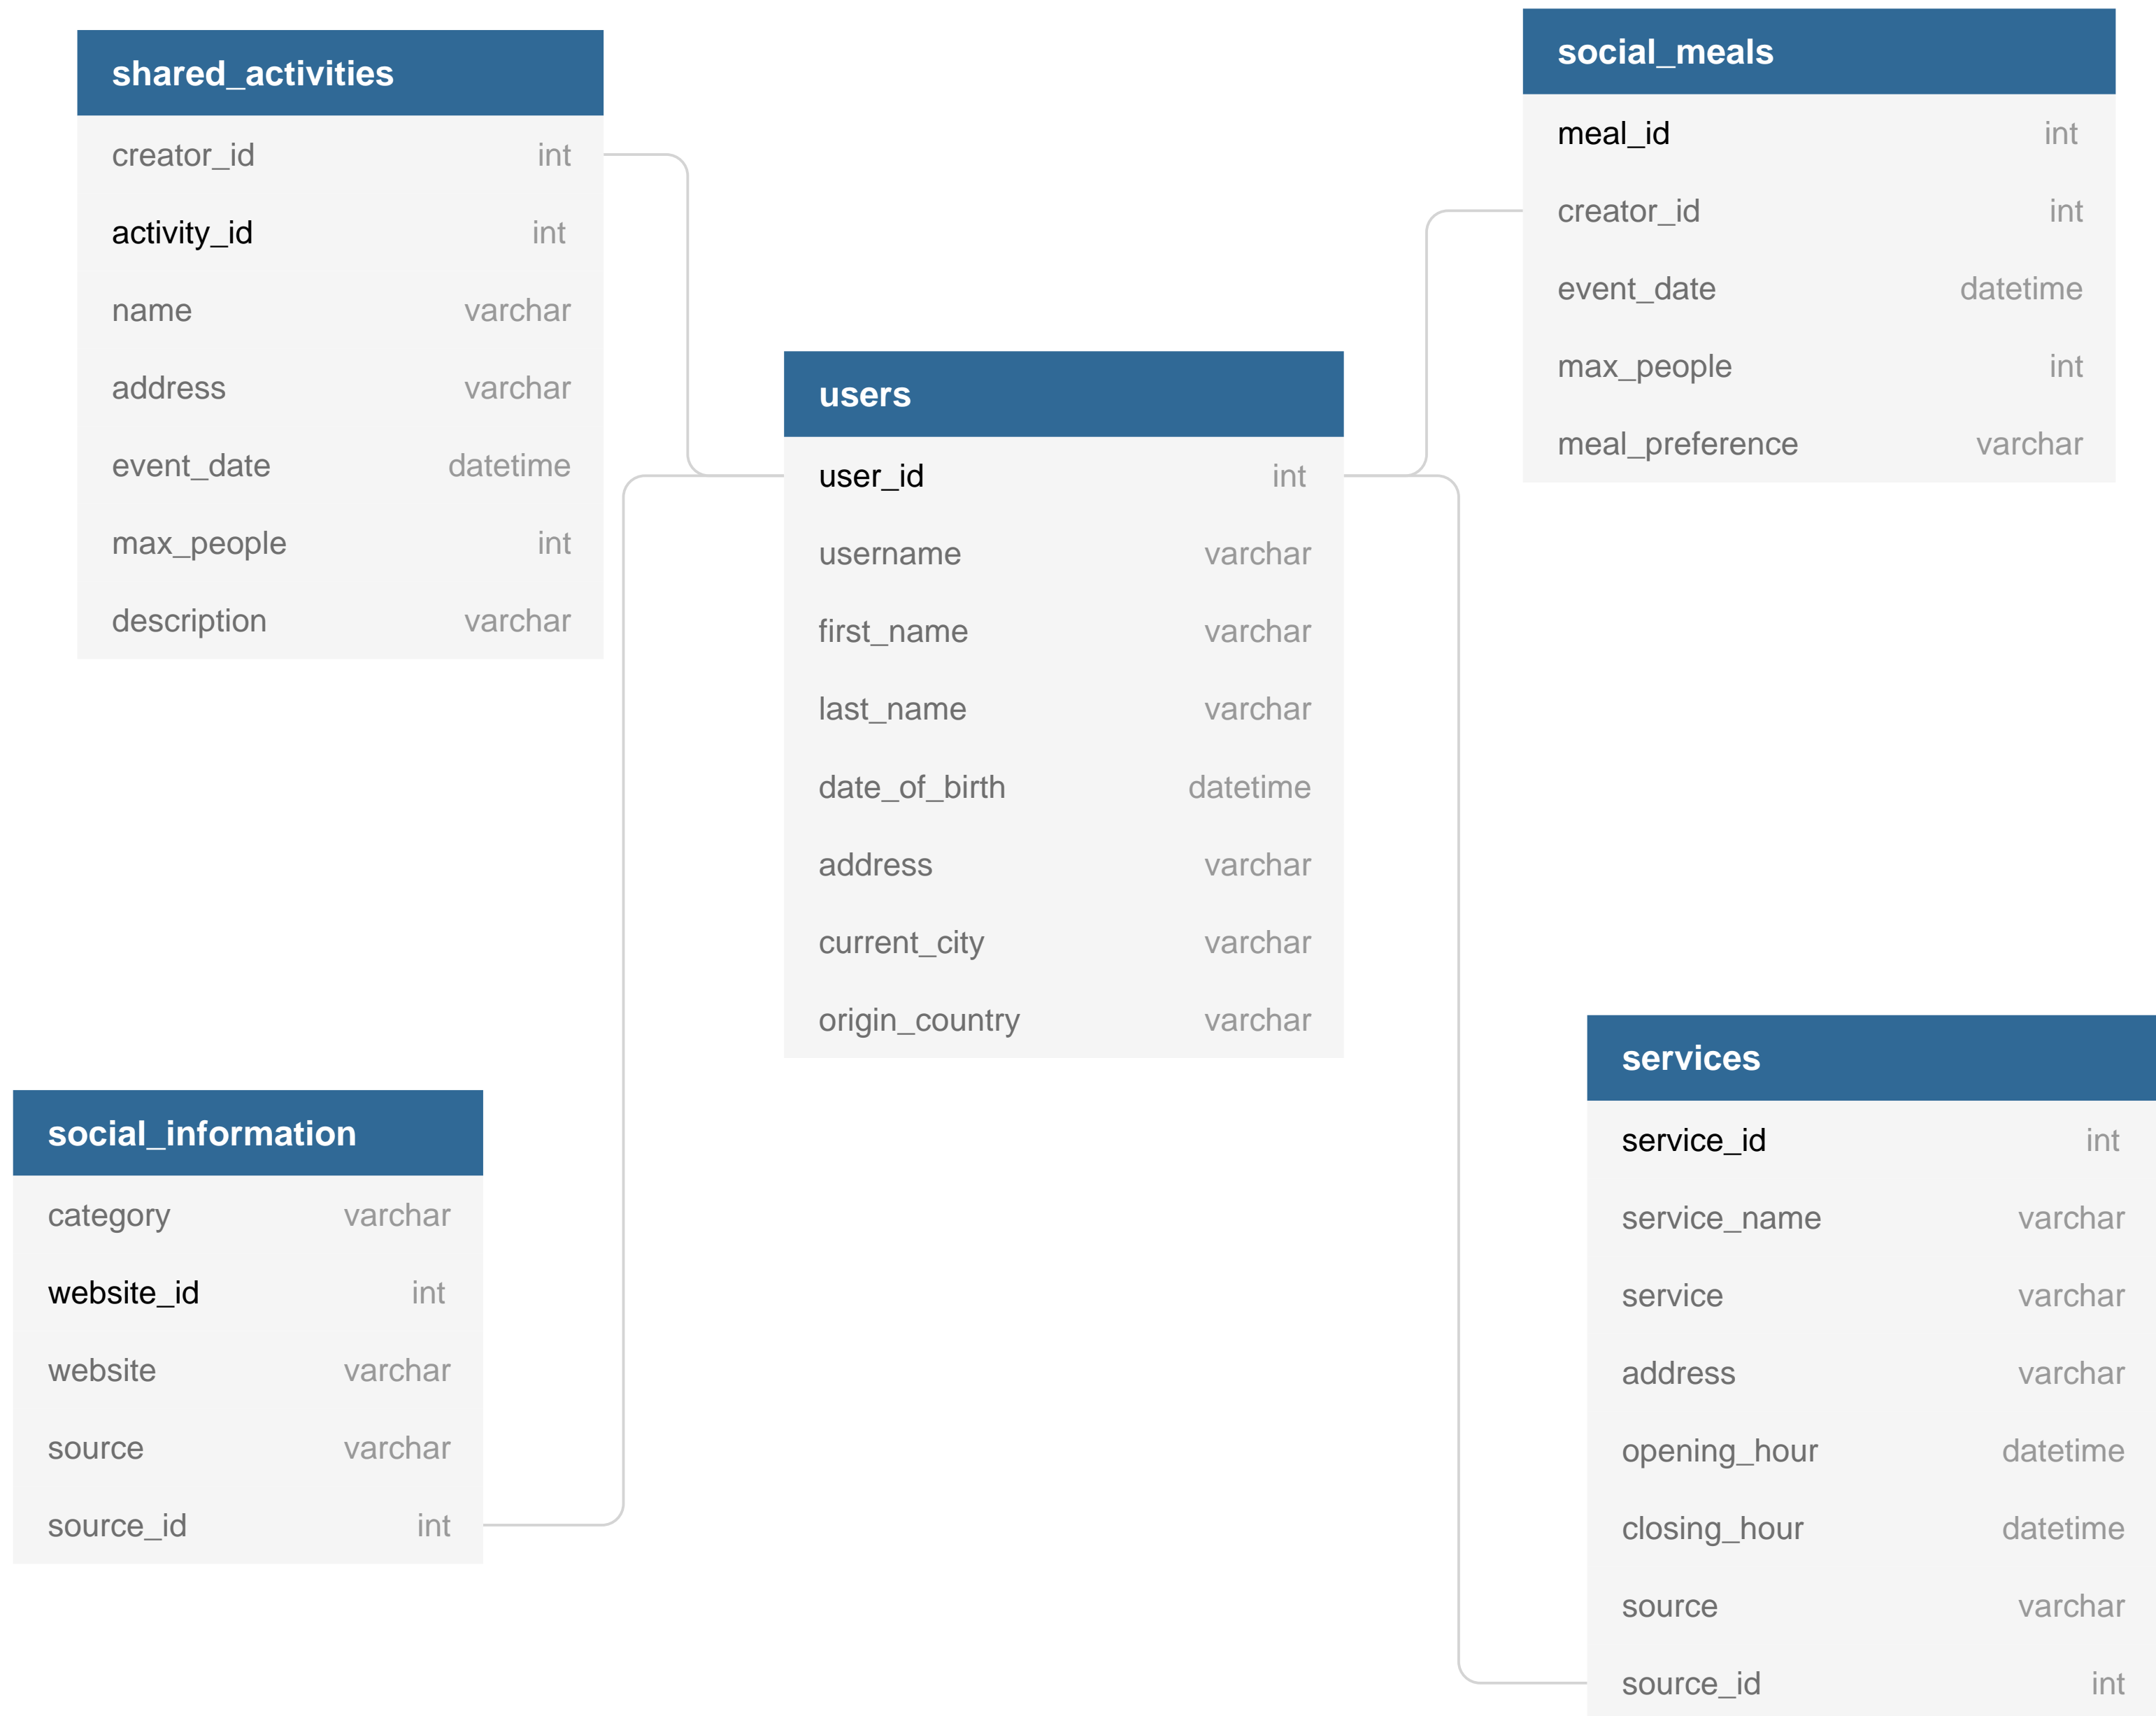 shared_activities
creator_id int
activity_id int
name varchar
address varchar
event_date datetime
max_people int
description varchar
social_meals
meal_id int
creator_id int
event_date datetime
max_people int
meal_preference varchar
users
user_id int
username varchar
first_name varchar
last_name varchar
date_of_birth datetime
address varchar
current_city varchar
origin_country varchar
social_information
category varchar
website_id int
website varchar
source varchar
source_id int
services
service_id int
service_name varchar
service varchar
address varchar
opening_hour datetime
closing_hour datetime
source varchar
source_id int